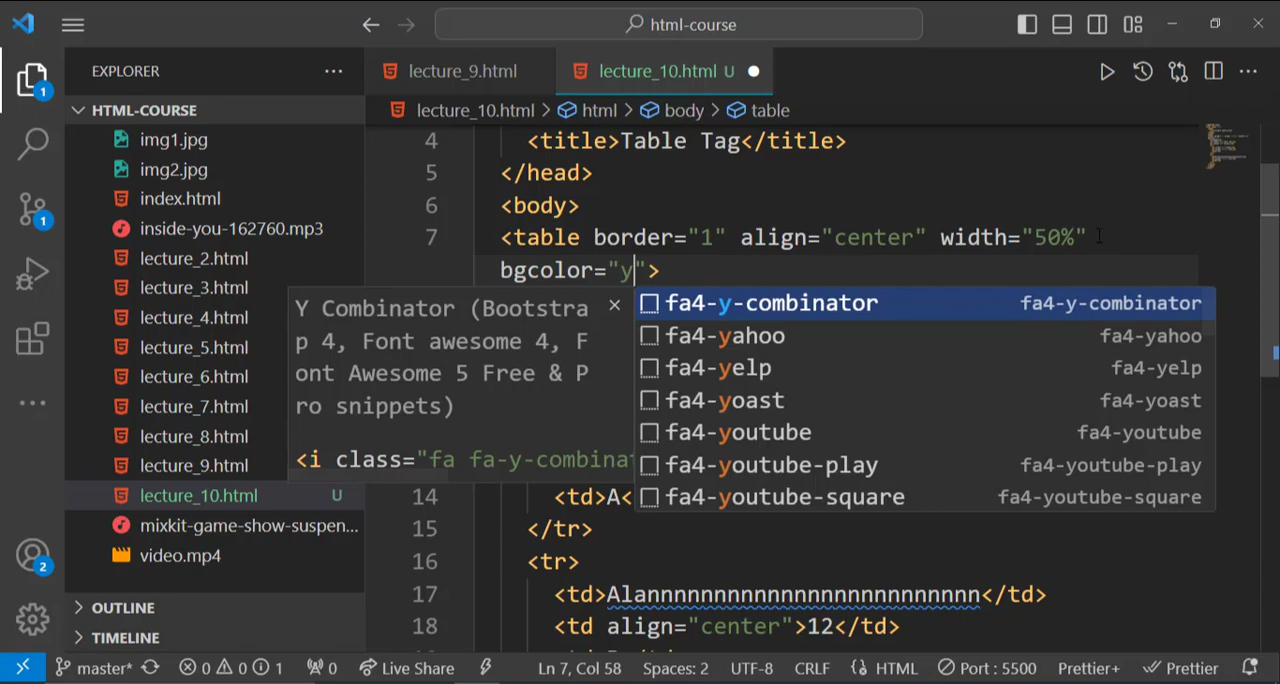 html-course
EXPLORER
HTML-COURSE
img1.jpg
img2.jpg
index.html
inside-you-162760.mp3
lecture_2.html
lecture_3.html
lecture_4.html
lecture_5.html
lecture_6.html
lecture_7.html
lecture_8.html
lecture_9.html
lecture_10.html U
mixkit-game-show-suspen...
video.mp4
OUTLINE
TIMELINE
1
1
2
lecture_9.html
lecture_10.html U
lecture_10.html > html > body > table
4 <title>Table Tag</title>
5 </head>
6 <body>
7 <table border="1" align="center" width="50%"
bgcolor="y">
Y Combinator (Bootstra
p 4, Font awesome 4, F
ont Awesome 5 Free & P
ro snippets)
<i class="fa fa-y-combina
fa4-y-combinator fa4-y-combinator
fa4-yahoo fa4-yahoo
fa4-yelp fa4-yelp
fa4-yoast fa4-yoast
fa4-youtube fa4-youtube
fa4-youtube-play fa4-youtube-play
fa4-youtube-square fa4-youtube-square
14 <td>A<
15 </tr>
16 <tr>
17 <td>Alannnnnnnnnnnnnnnnnnnnnnnnn</td>
18 <td align="center">12</td>
master* 0 0 1 0 Live Share Ln 7, Col 58 Spaces: 2 UTF-8 CRLF HTML Port : 5500 Prettier+ Prettier